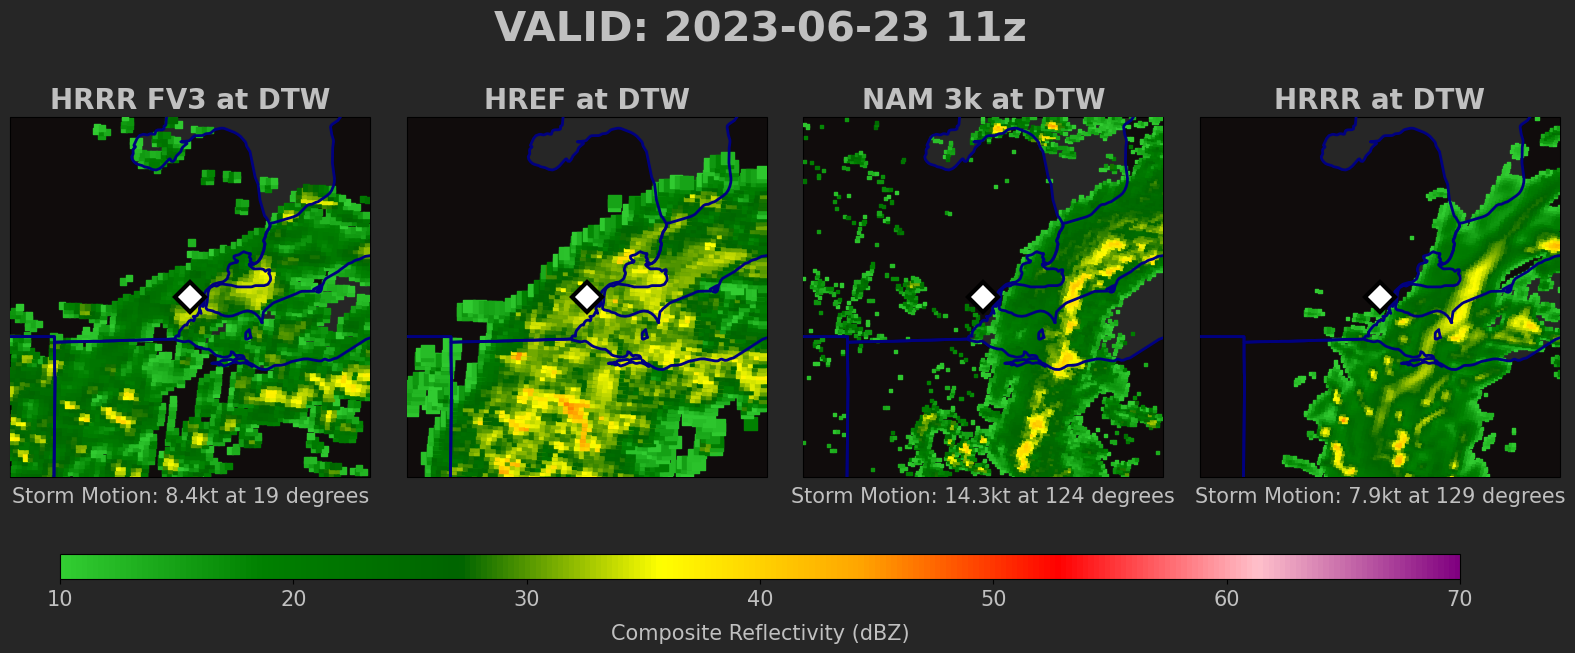 VALID: 2023-06-23 11z
HRRR FV3 at DTW
HREF at DTW
NAM 3k at DTW
HRRR at DTW
Storm Motion: 8.4kt at 19 degrees
Storm Motion: 14.3kt at 124 degrees
Storm Motion: 7.9kt at 129 degrees
10 20 30 40 50 60 70
Composite Reflectivity (dBZ)